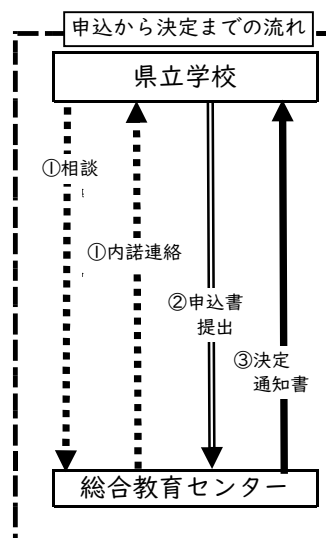 申込から決定までの流れ
県立学校
①相談
①内諾連絡
②申込書
提出
③決定
通知書
総合教育センター